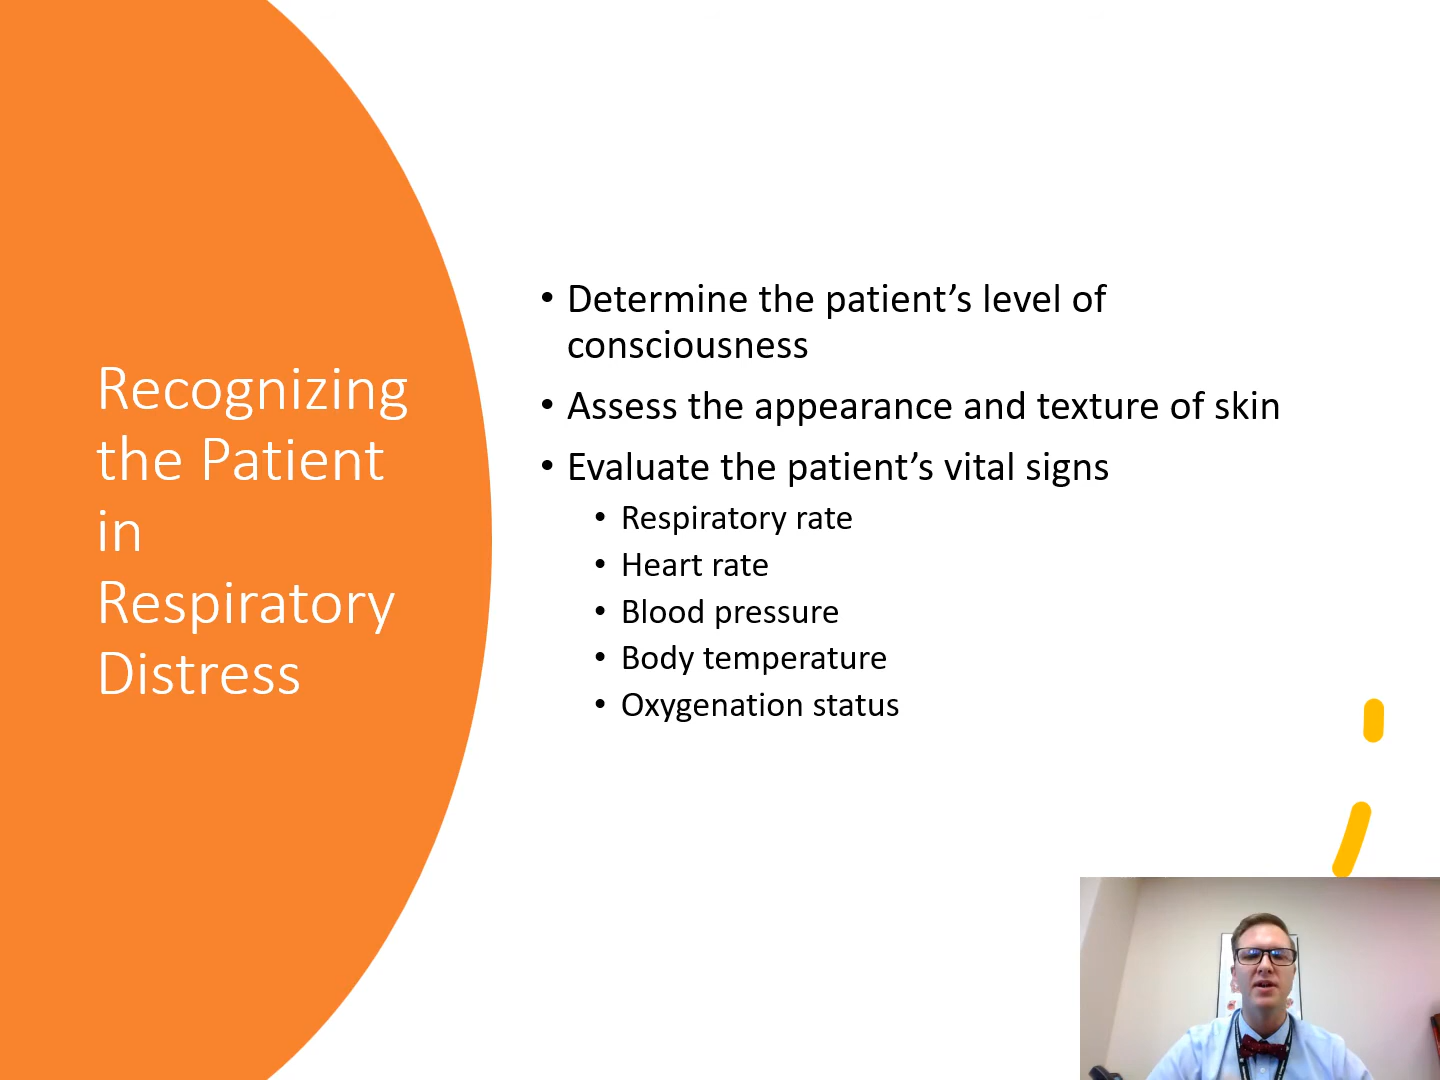 Recognizing
the Patient
in
Respiratory
Distress
• Determine the patient’s level of
consciousness
• Assess the appearance and texture of skin
• Evaluate the patient’s vital signs
• Respiratory rate
• Heart rate
• Blood pressure
• Body temperature
• Oxygenation status